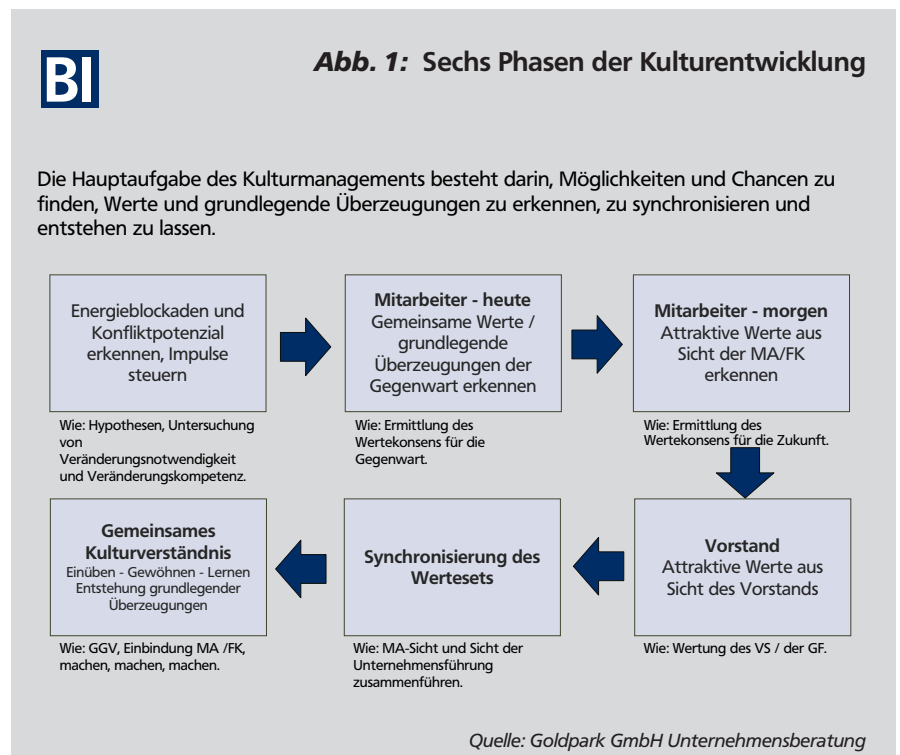 BI
Abb. 1: Sechs Phasen der Kulturentwicklung
Die Hauptaufgabe des Kulturmanagements besteht darin, Möglichkeiten und Chancen zu
finden, Werte und grundlegende Überzeugungen zu erkennen, zu synchronisieren und
entstehen zu lassen.
Energieblockaden und
Konfliktpotenzial
erkennen, Impulse
steuern
Wie: Hypothesen, Untersuchung
von
Veränderungsnotwendigkeit
und Veränderungskompetenz.
Mitarbeiter - heute
Gemeinsame Werte /
grundlegende
Überzeugungen der
Gegenwart erkennen
Wie: Ermittlung des
Wertekonsens für die
Gegenwart.
Mitarbeiter - morgen
Attraktive Werte aus
Sicht der MA/FK
erkennen
Wie: Ermittlung des
Wertekonsens für die Zukunft.
Vorstand
Attraktive Werte aus
Sicht des Vorstands
Wie: Wertung des VS / der GF.
Synchronisierung des
Wertesets
Wie: MA-Sicht und Sicht der
Unternehmensführung
zusammenführen.
Gemeinsames
Kulturverständnis
Einüben - Gewöhnen - Lernen
Entstehung grundlegender
Überzeugungen
Wie: GGV, Einbindung MA /FK,
machen, machen, machen.
Quelle: Goldpark GmbH Unternehmensberatung